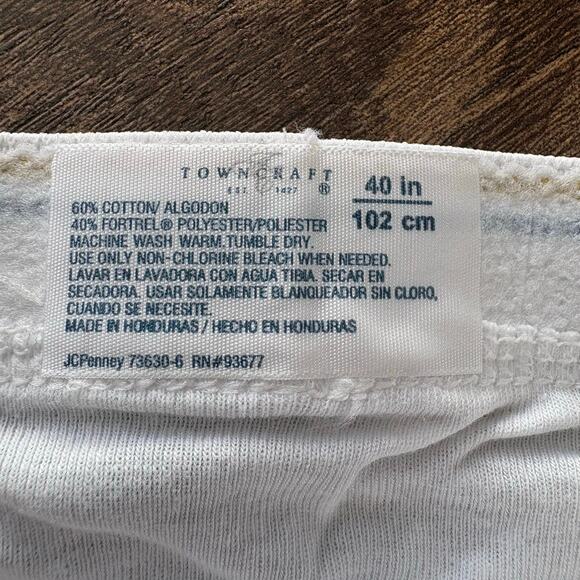 TOWNCRAFT
EST. 1427 ®
40 in
102 cm
60% COTTON/ ALGODON
40% FORTREL® POLYESTER/POLIESTER
MACHINE WASH WARM.TUMBLE DRY.
USE ONLY NON-CHLORINE BLEACH WHEN NEEDED.
LAVAR EN LAVADORA CON AGUA TIBIA. SECAR EN
SECADORA. USAR SOLAMENTE BLANQUEADOR SIN CLORO,
CUANDO SE NECESITE.
MADE IN HONDURAS / HECHO EN HONDURAS
JCPenney 73630-6 RN#93677